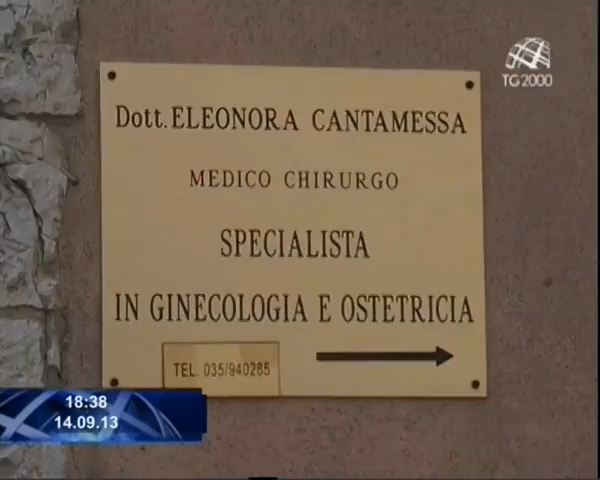 TG2000
Dott. ELEONORA CANTAMESSA
MEDICO CHIRURGO
SPECIALISTA
IN GINECOLOGIA E OSTETRICIA
TEL. 035/940285
18:38
14.09.13